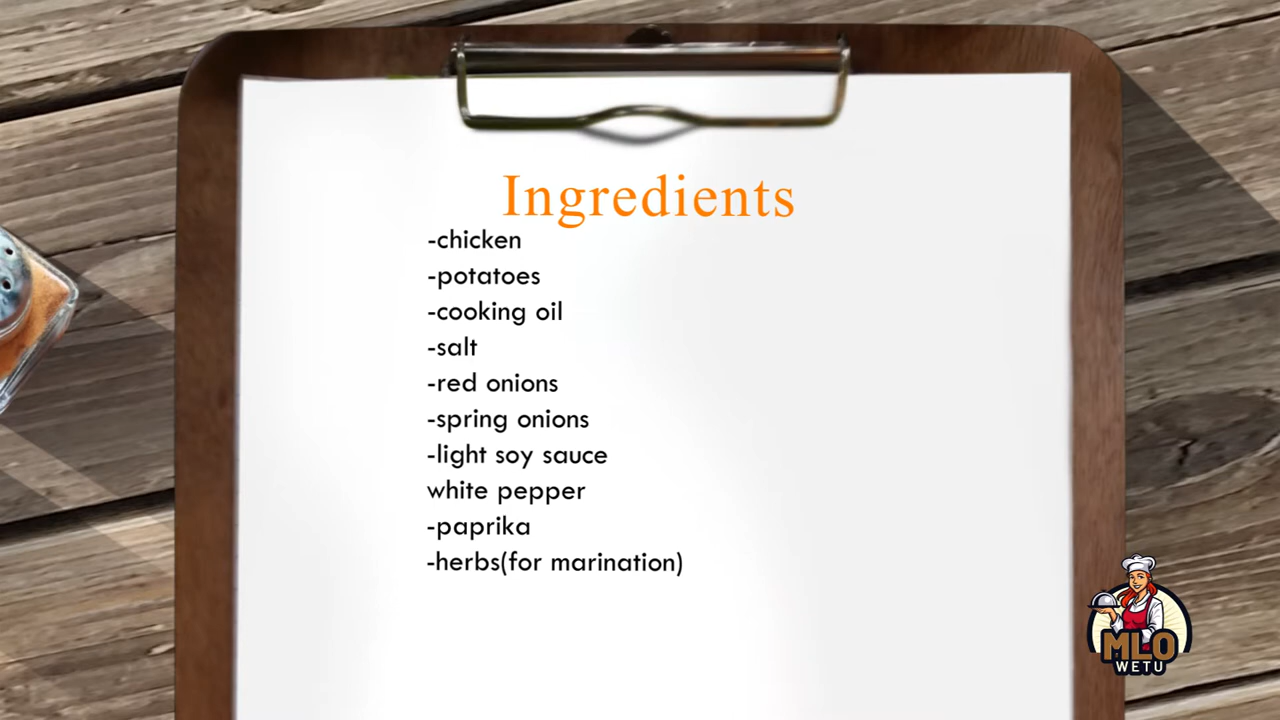 Ingredients
-chicken
-potatoes
-cooking oil
-salt
-red onions
-spring onions
-light soy sauce
white pepper
-paprika
-herbs(for marination)
MLO
WETU